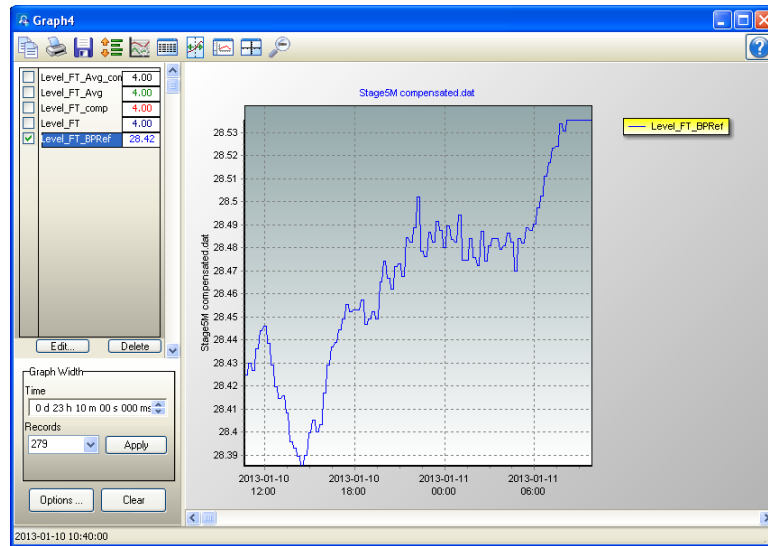 Graph4
Level_FT_Avg_con 4.00
Level_FT_Avg 4.00
Level_FT_comp 4.00
Level_FT 4.00
Level_FT_BPRef 28.42
Edit... Delete
Graph Width
Time
0 d 23 h 10 m 00 s 000 ms
Records
279 Apply
Options ... Clear
Stage5M compensated.dat
Level_FT_BPRef
Stage5M compensated.dat
28.53
28.52
28.51
28.5
28.49
28.48
28.47
28.46
28.45
28.44
28.43
28.42
28.41
28.4
28.39
2013-01-10 2013-01-10 2013-01-11 2013-01-11
12:00 18:00 00:00 06:00
2013-01-10 10:40:00